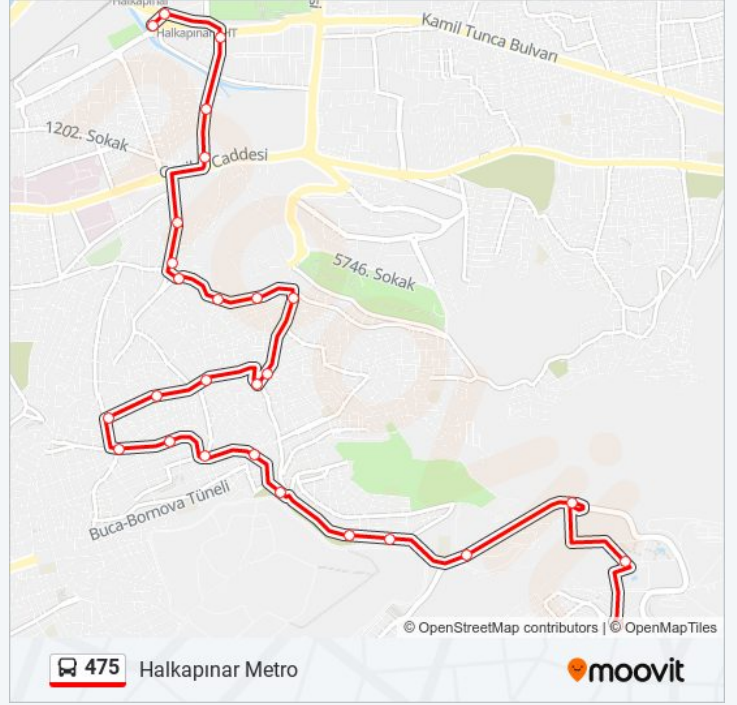 Halkapınar
Halkapınar
Kamil Tunca Bulvarı
1202. Sokak
Caddesi
5746. Sokak
Buca-Bornova Tüneli
© OpenStreetMap contributors | © OpenMapTiles
475 Halkapınar Metro
moovit